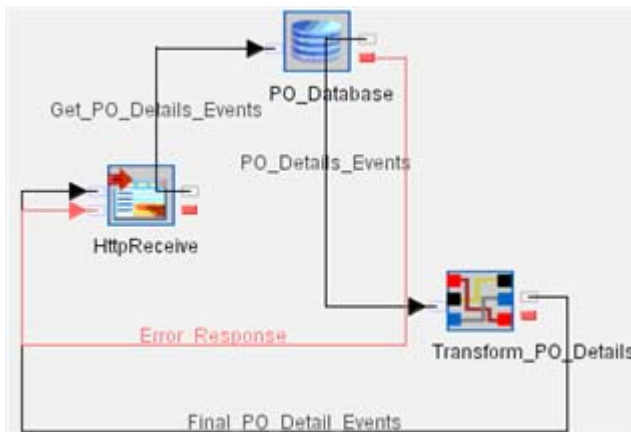 PO_Database
Get_PO_Details_Events
PO_Details_Events
HttpReceive
Error_Response
Transform_PO_Details
Final_PO_Detail_Events